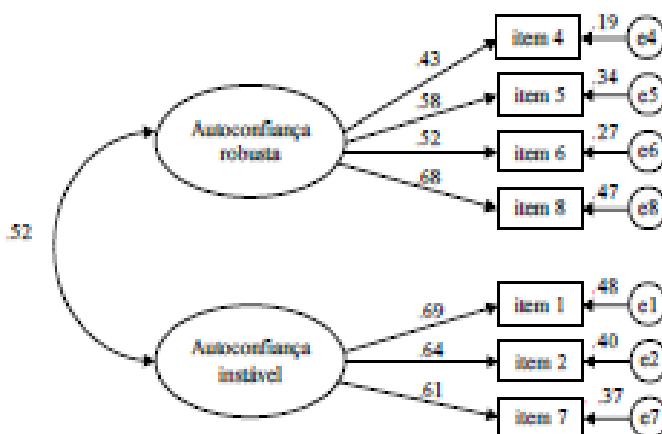 .19
item 4
e4
.43
.34
.58
item 5
e5
Autoconfiança
robusta
.52
.27
item 6
e6
.68
.47
item 8
e8
.52
.48
.69
item 1
e1
Autoconfiança
instável
.64
.40
item 2
e2
.61
.37
item 7
e7